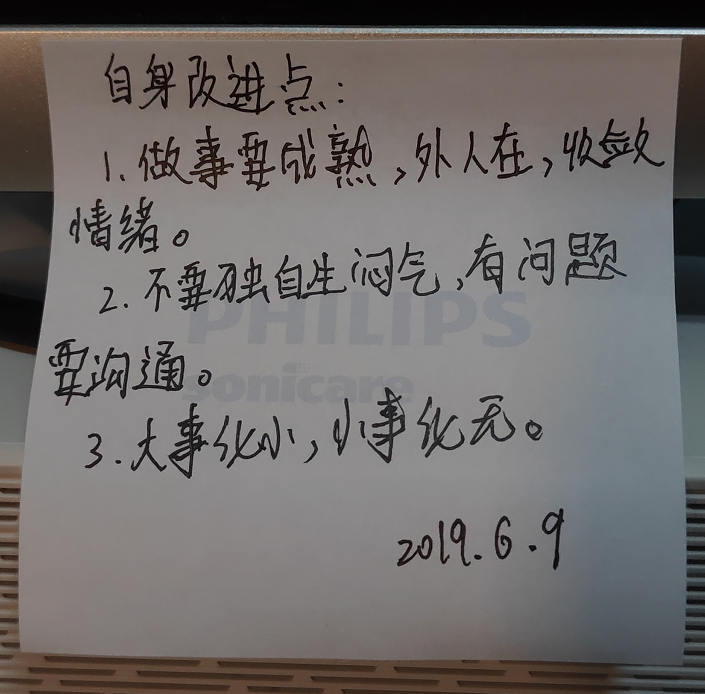 自身改进点：
1.做事要成熟，外人在，收敛
情绪。
2.不要独自生闷气，有问题
PHILIPS
要沟通。
sonicare
3.大事化小，小事化无。
2019.6.9